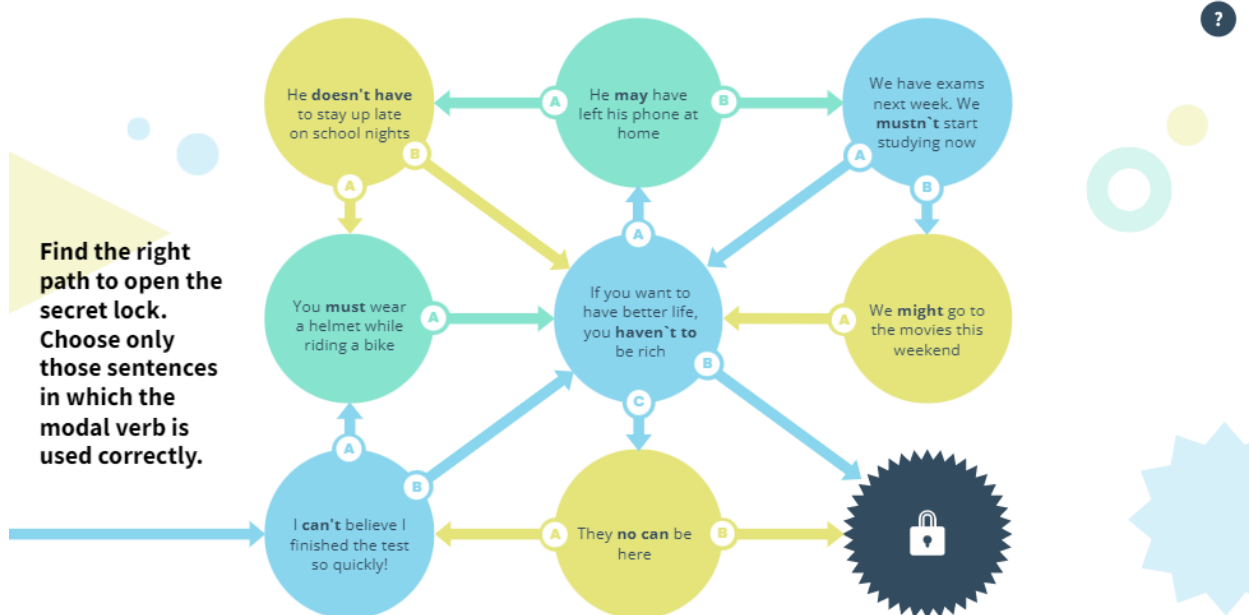 ?
He doesn't have
to stay up late
on school nights
A
B
A
He may have
left his phone at
home
B
We have exams
next week. We
mustn`t start
studying now
A
B
Find the right
path to open the
secret lock.
Choose only
those sentences
in which the
modal verb is
used correctly.
You must wear
a helmet while
riding a bike
A
A
If you want to
have better life,
you haven`t to
be rich
B
C
A
We might go to
the movies this
weekend
A
B
I can't believe I
finished the test
so quickly!
A
They no can be
here
B